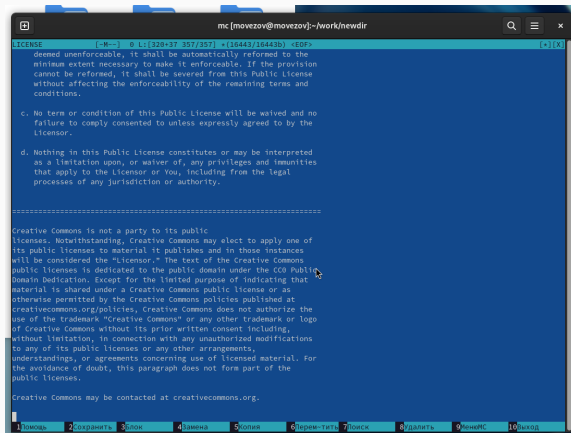 mc [movezov@movezov]:~/work/newdir
LICENSE [-M--] 0 L:[320+37 357/357] *(16443/16443b) <EOF> [*][X]
deemed unenforceable, it shall be automatically reformed to the
minimum extent necessary to make it enforceable. If the provision
cannot be reformed, it shall be severed from this Public License
without affecting the enforceability of the remaining terms and
conditions.
c. No term or condition of this Public License will be waived and no
failure to comply consented to unless expressly agreed to by the
Licensor.
d. Nothing in this Public License constitutes or may be interpreted
as a limitation upon, or waiver of, any privileges and immunities
that apply to the Licensor or You, including from the legal
processes of any jurisdiction or authority.
=======================================================================
Creative Commons is not a party to its public
licenses. Notwithstanding, Creative Commons may elect to apply one of
its public licenses to material it publishes and in those instances
will be considered the “Licensor.” The text of the Creative Commons
public licenses is dedicated to the public domain under the CC0 Public
Domain Dedication. Except for the limited purpose of indicating that
material is shared under a Creative Commons public license or as
otherwise permitted by the Creative Commons policies published at
creativecommons.org/policies, Creative Commons does not authorize the
use of the trademark "Creative Commons" or any other trademark or logo
of Creative Commons without its prior written consent including,
without limitation, in connection with any unauthorized modifications
to any of its public licenses or any other arrangements,
understandings, or agreements concerning use of licensed material. For
the avoidance of doubt, this paragraph does not form part of the
public licenses.
Creative Commons may be contacted at creativecommons.org.
1Помощь 2Сохранить 3Блок 4Замена 5Копия 6Перем~тить 7Поиск 8Удалить 9МенюMC 10Выход